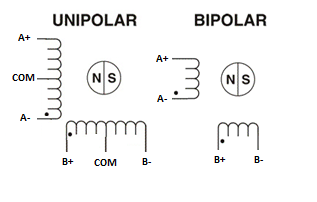 UNIPOLAR
BIPOLAR
A+
COM
A-
N S
B+ COM B-
A+
A-
N S
B+ B-